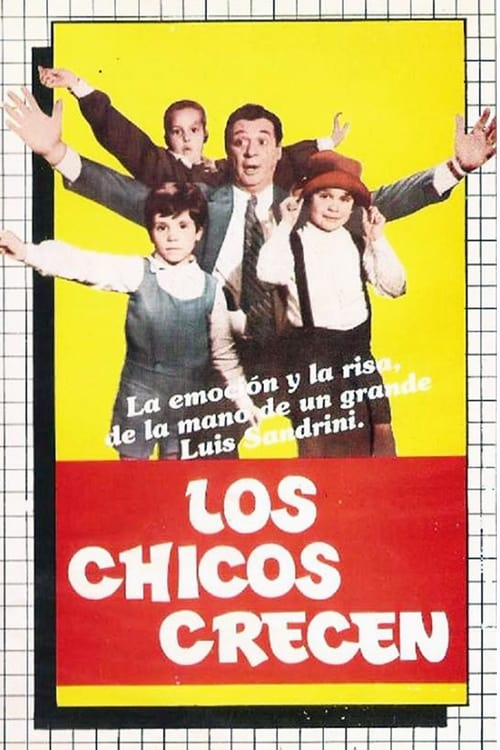 La emoción y la risa,
de la mano de un grande
Luis Sandrini.
LOS
CHICOS
CRECEN